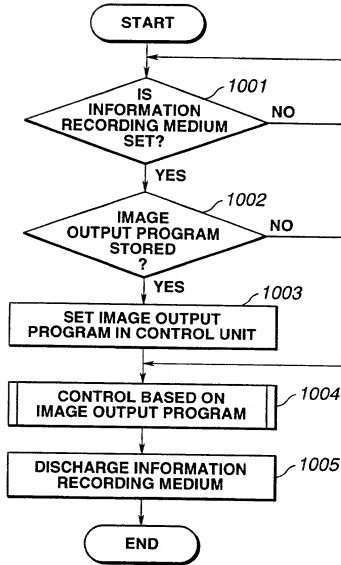 START
1001
IS
INFORMATION
RECORDING MEDIUM
SET?
NO
YES
1002
IMAGE
OUTPUT PROGRAM
STORED
?
NO
YES
1003
SET IMAGE OUTPUT
PROGRAM IN CONTROL UNIT
CONTROL BASED ON
IMAGE OUTPUT PROGRAM
1004
DISCHARGE INFORMATION
RECORDING MEDIUM
1005
END